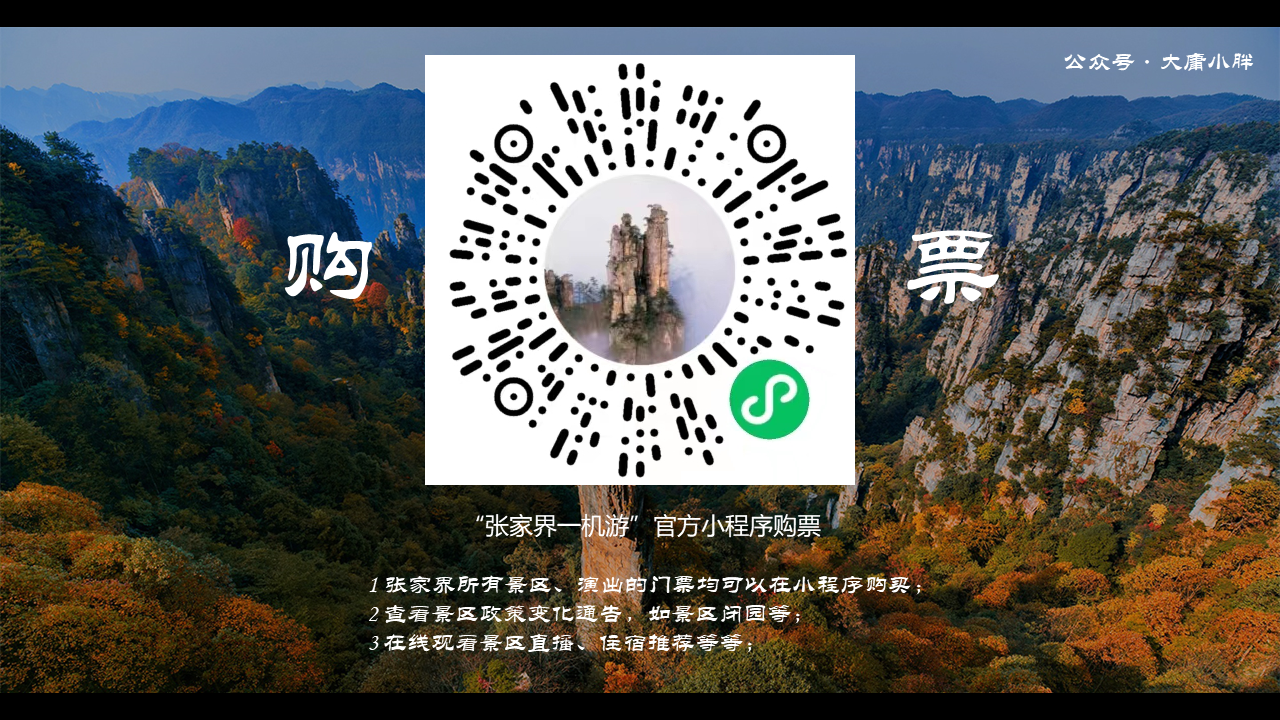 公众号·大庸小胖
购 票
“张家界一机游”官方小程序购票
1 张家界所有景区、演出的门票均可以在小程序购买；
2 查看景区政策变化通告，如景区闭园等；
3 在线观看景区直播、住宿推荐等等；